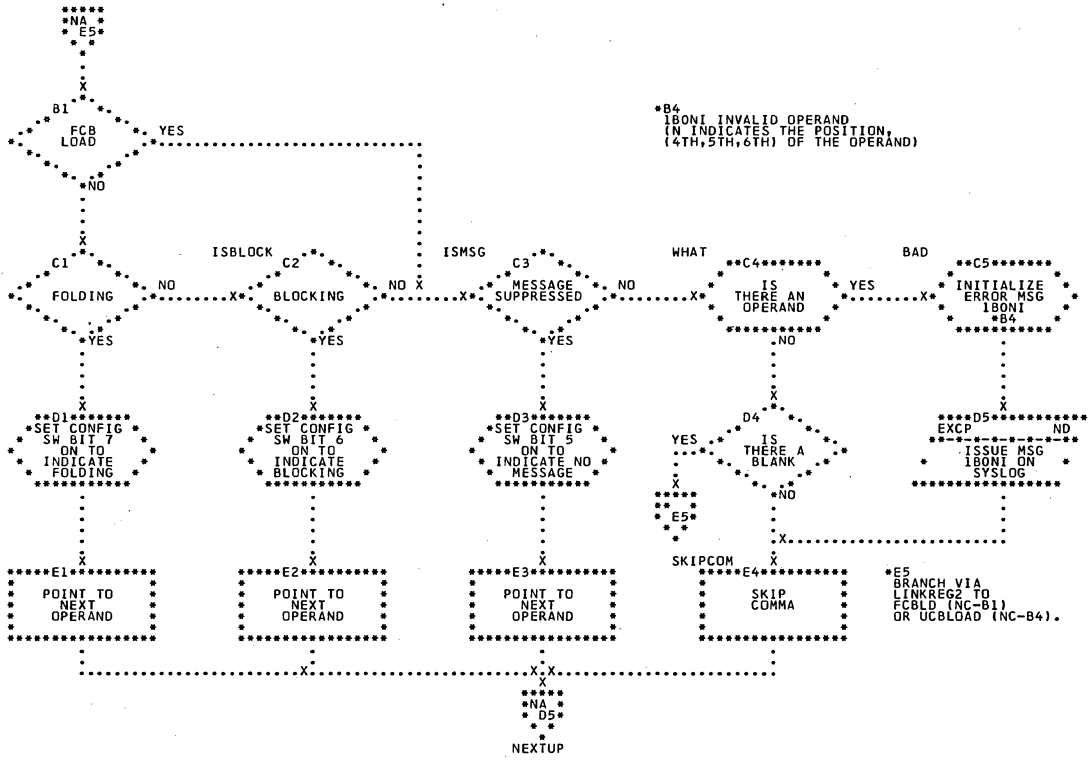 NA
E5
B1
FCB
LOAD
YES
NO
*B4
1B0NI INVALID OPERAND
(N INDICATES THE POSITION,
(4TH,5TH,6TH) OF THE OPERAND)
C1
FOLDING
NO
YES
ISBLOCK
C2
BLOCKING
NO
YES
ISMSG
C3
MESSAGE
SUPPRESSED
NO
YES
WHAT
C4
IS
THERE AN
OPERAND
YES
NO
BAD
C5
INITIALIZE
ERROR MSG
1B0NI
*B4
D1
SET CONFIG
SW BIT 7
ON TO
INDICATE
FOLDING
D2
SET CONFIG
SW BIT 6
ON TO
INDICATE
BLOCKING
D3
SET CONFIG
SW BIT 5
ON TO
INDICATE NO
MESSAGE
D4
IS
THERE A
BLANK
YES
NO
E5
D5
EXCP ND
ISSUE MSG
1B0NI ON
SYSLOG
E1
POINT TO
NEXT
OPERAND
E2
POINT TO
NEXT
OPERAND
E3
POINT TO
NEXT
OPERAND
SKIPCOM
E4
SKIP
COMMA
*E5
BRANCH VIA
LINKREG2 TO
FCBLD (NC-B1)
OR UCBLOAD (NC-B4).
NA
D5
NEXTUP